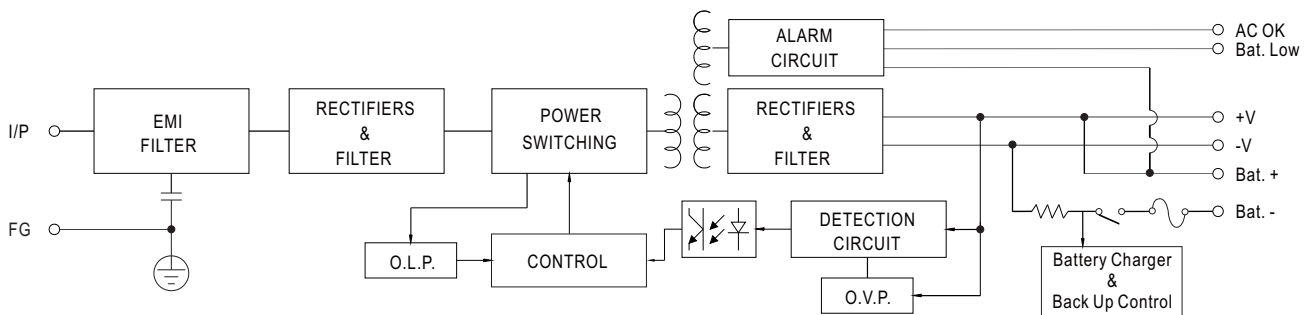 ALARM
CIRCUIT
AC OK
Bat. Low
I/P
EMI
FILTER
RECTIFIERS
&
FILTER
POWER
SWITCHING
RECTIFIERS
&
FILTER
+V
-V
Bat. +
FG
O.L.P.
CONTROL
DETECTION
CIRCUIT
O.V.P.
Bat. -
Battery Charger
&
Back Up Control